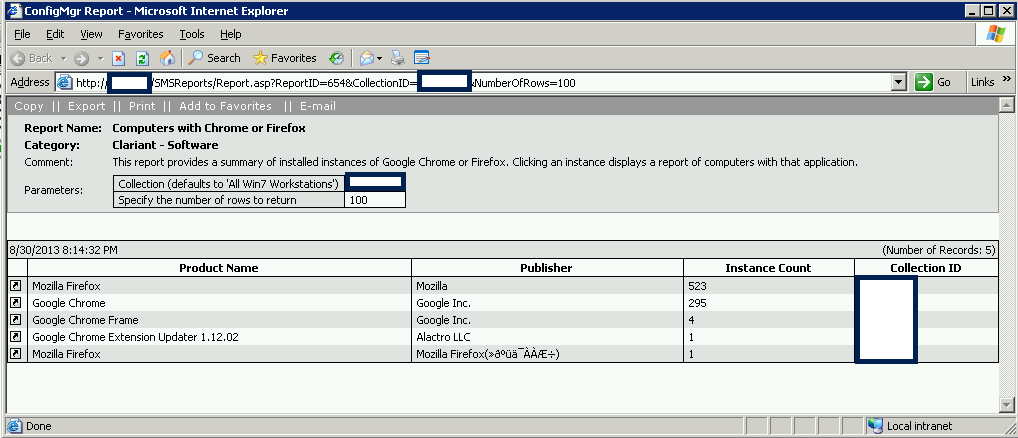 ConfigMgr Report - Microsoft Internet Explorer
File Edit View Favorites Tools Help
Back Search Favorites
Address http:// /SMSReports/Report.asp?ReportID=654&CollectionID= &NumberOfRows=100 Go Links »
Copy || Export || Print || Add to Favorites || E-mail
Report Name: Computers with Chrome or Firefox
Category: Clariant - Software
Comment: This report provides a summary of installed instances of Google Chrome or Firefox. Clicking an instance displays a report of computers with that application.
Parameters:
Collection (defaults to 'All Win7 Workstations')
Specify the number of rows to return 100
8/30/2013 8:14:32 PM (Number of Records: 5)
Product Name Publisher Instance Count Collection ID
Mozilla Firefox Mozilla 523
Google Chrome Google Inc. 295
Google Chrome Frame Google Inc. 4
Google Chrome Extension Updater 1.12.02 Alactro LLC 1
Mozilla Firefox Mozilla Firefox(»ðºüä¯ÀÀÆ÷) 1
Done Local intranet